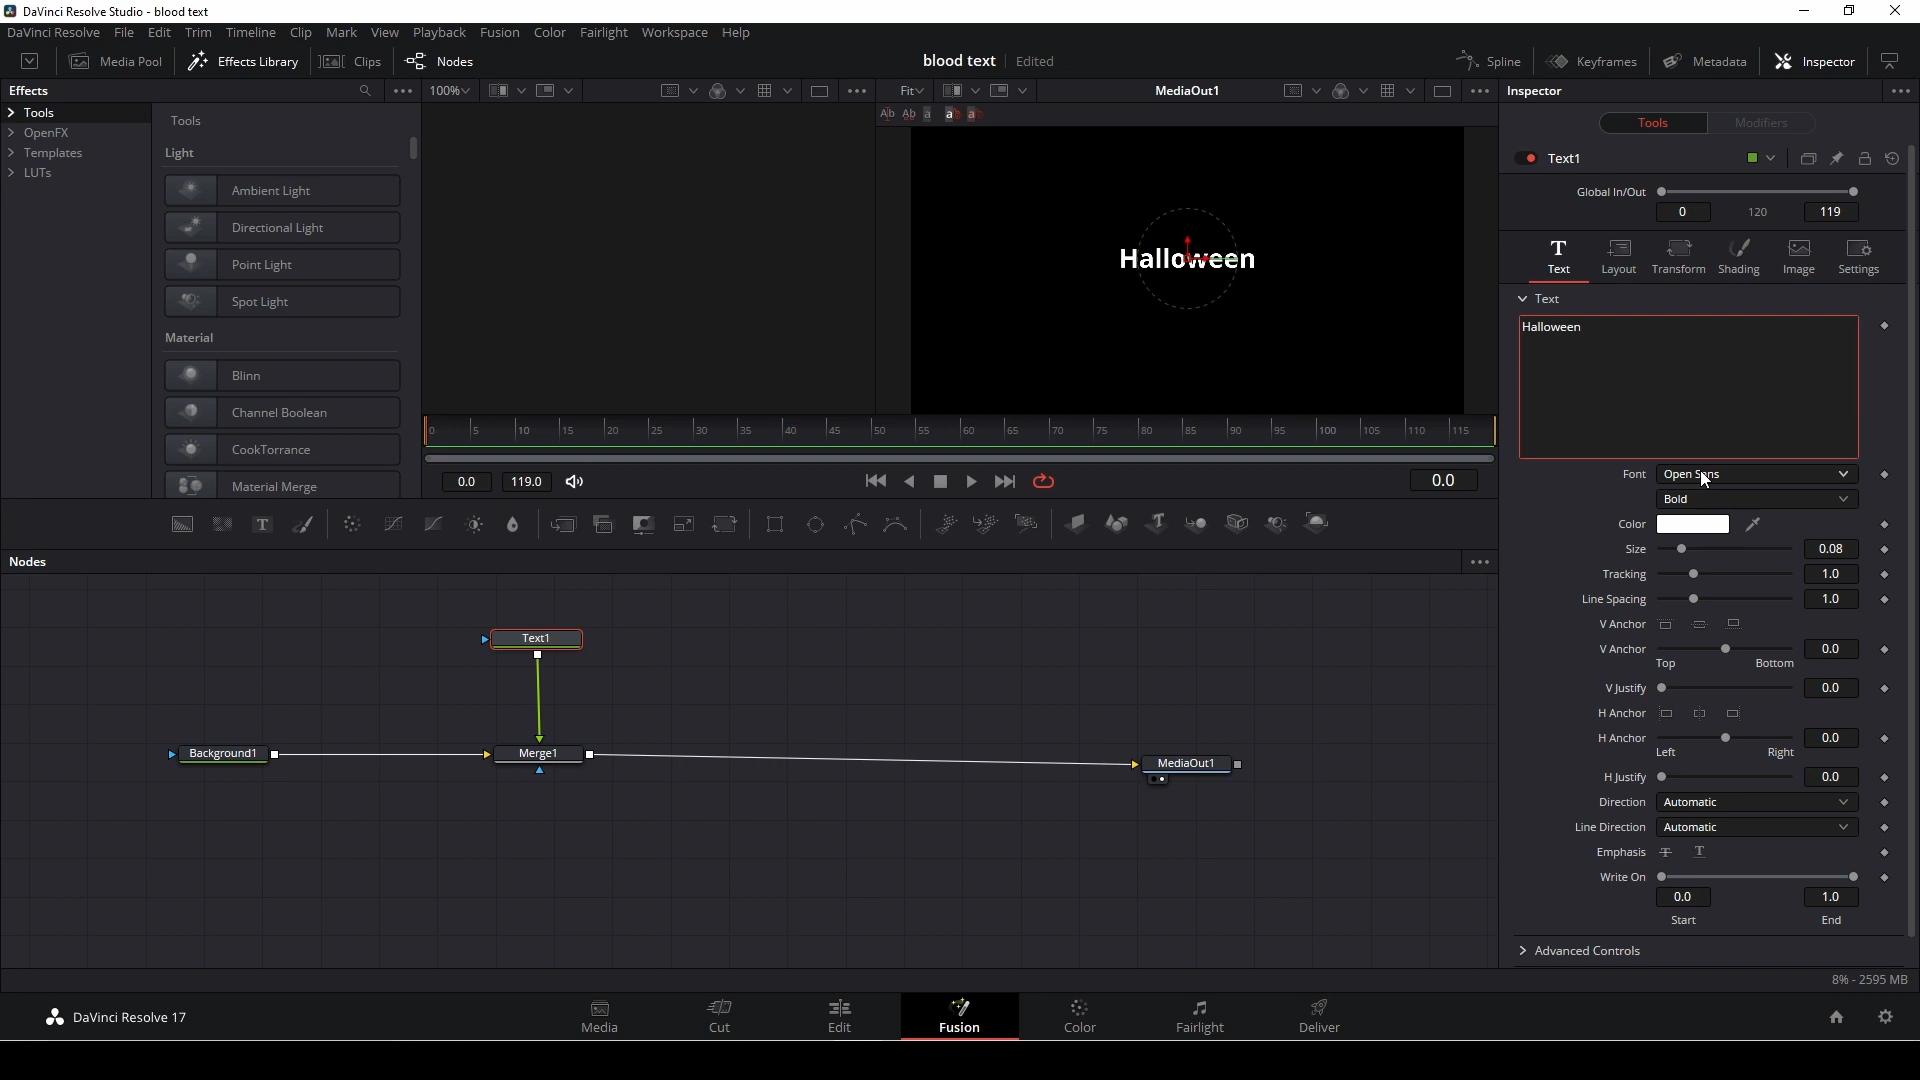 DaVinci Resolve Studio - blood text
DaVinci Resolve File Edit Trim Timeline Clip Mark View Playback Fusion Color Fairlight Workspace Help
Media Pool Effects Library Clips Nodes blood text Edited Spline Keyframes Metadata Inspector
Effects 100% Fit MediaOut1 Inspector
Tools
OpenFX
Templates
LUTs
Tools
Light
Ambient Light
Directional Light
Point Light
Spot Light
Material
Blinn
Channel Boolean
CookTorrance
Material Merge
Halloween
0 5 10 15 20 25 30 35 40 45 50 55 60 65 70 75 80 85 90 95 100 105 110 115
0.0 119.0 0.0
Tools Modifiers
Text1
Global In/Out
0 120 119
Text Layout Transform Shading Image Settings
Text
Halloween
Font Open Sans
Bold
Color
Size 0.08
Tracking 1.0
Line Spacing 1.0
V Anchor
V Anchor 0.0
Top Bottom
V Justify 0.0
H Anchor
H Anchor 0.0
Left Right
H Justify 0.0
Direction Automatic
Line Direction Automatic
Emphasis
Write On
0.0 1.0
Start End
Advanced Controls
Nodes
Text1
Background1 Merge1 MediaOut1
8% - 2595 MB
DaVinci Resolve 17
Media Cut Edit Fusion Color Fairlight Deliver